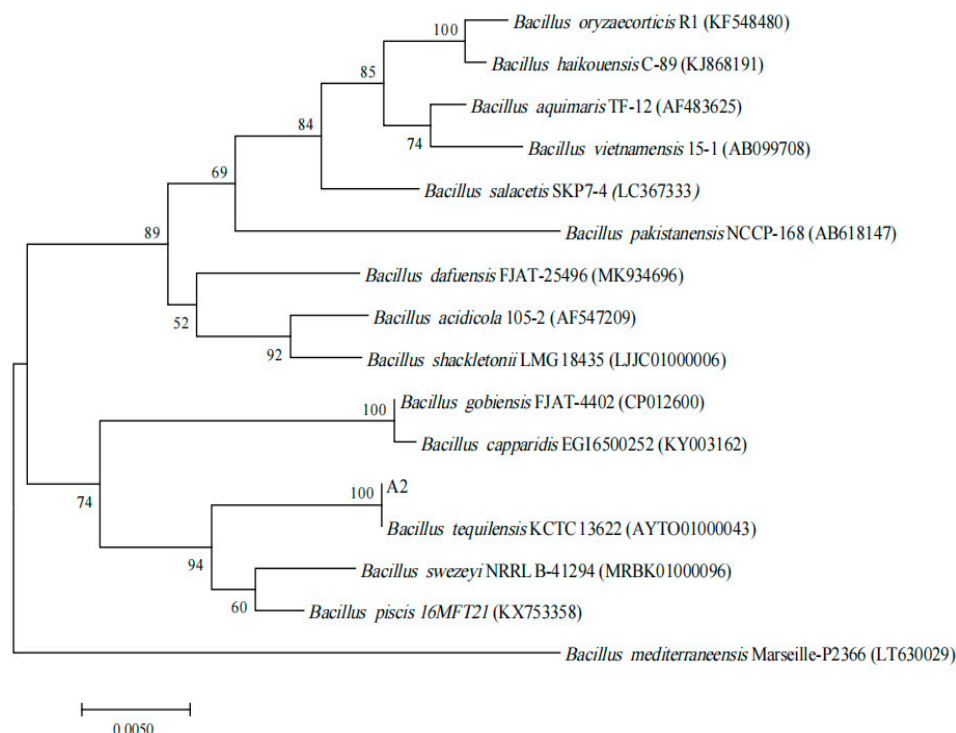 Bacillus oryzaecorticis R1 (KF548480)
100
Bacillus haikouensis C-89 (KJ868191)
85
Bacillus aquimaris TF-12 (AF483625)
84
74
Bacillus vietnamensis 15-1 (AB099708)
69
Bacillus salacetis SKP7-4 (LC367333)
89
Bacillus pakistanensis NCCP-168 (AB618147)
Bacillus dafuensis FJAT-25496 (MK934696)
52
Bacillus acidicola 105-2 (AF547209)
92
Bacillus shackletonii LMG 18435 (LJJC01000006)
100
Bacillus gobiensis FJAT-4402 (CP012600)
Bacillus capparidis EGI6500252 (KY003162)
74
100
A2
Bacillus tequilensis KCTC 13622 (AYTO01000043)
94
Bacillus swezeyi NRRL B-41294 (MRBK01000096)
60
Bacillus piscis 16MFT21 (KX753358)
Bacillus mediterraneensis Marseille-P2366 (LT630029)
0.0050